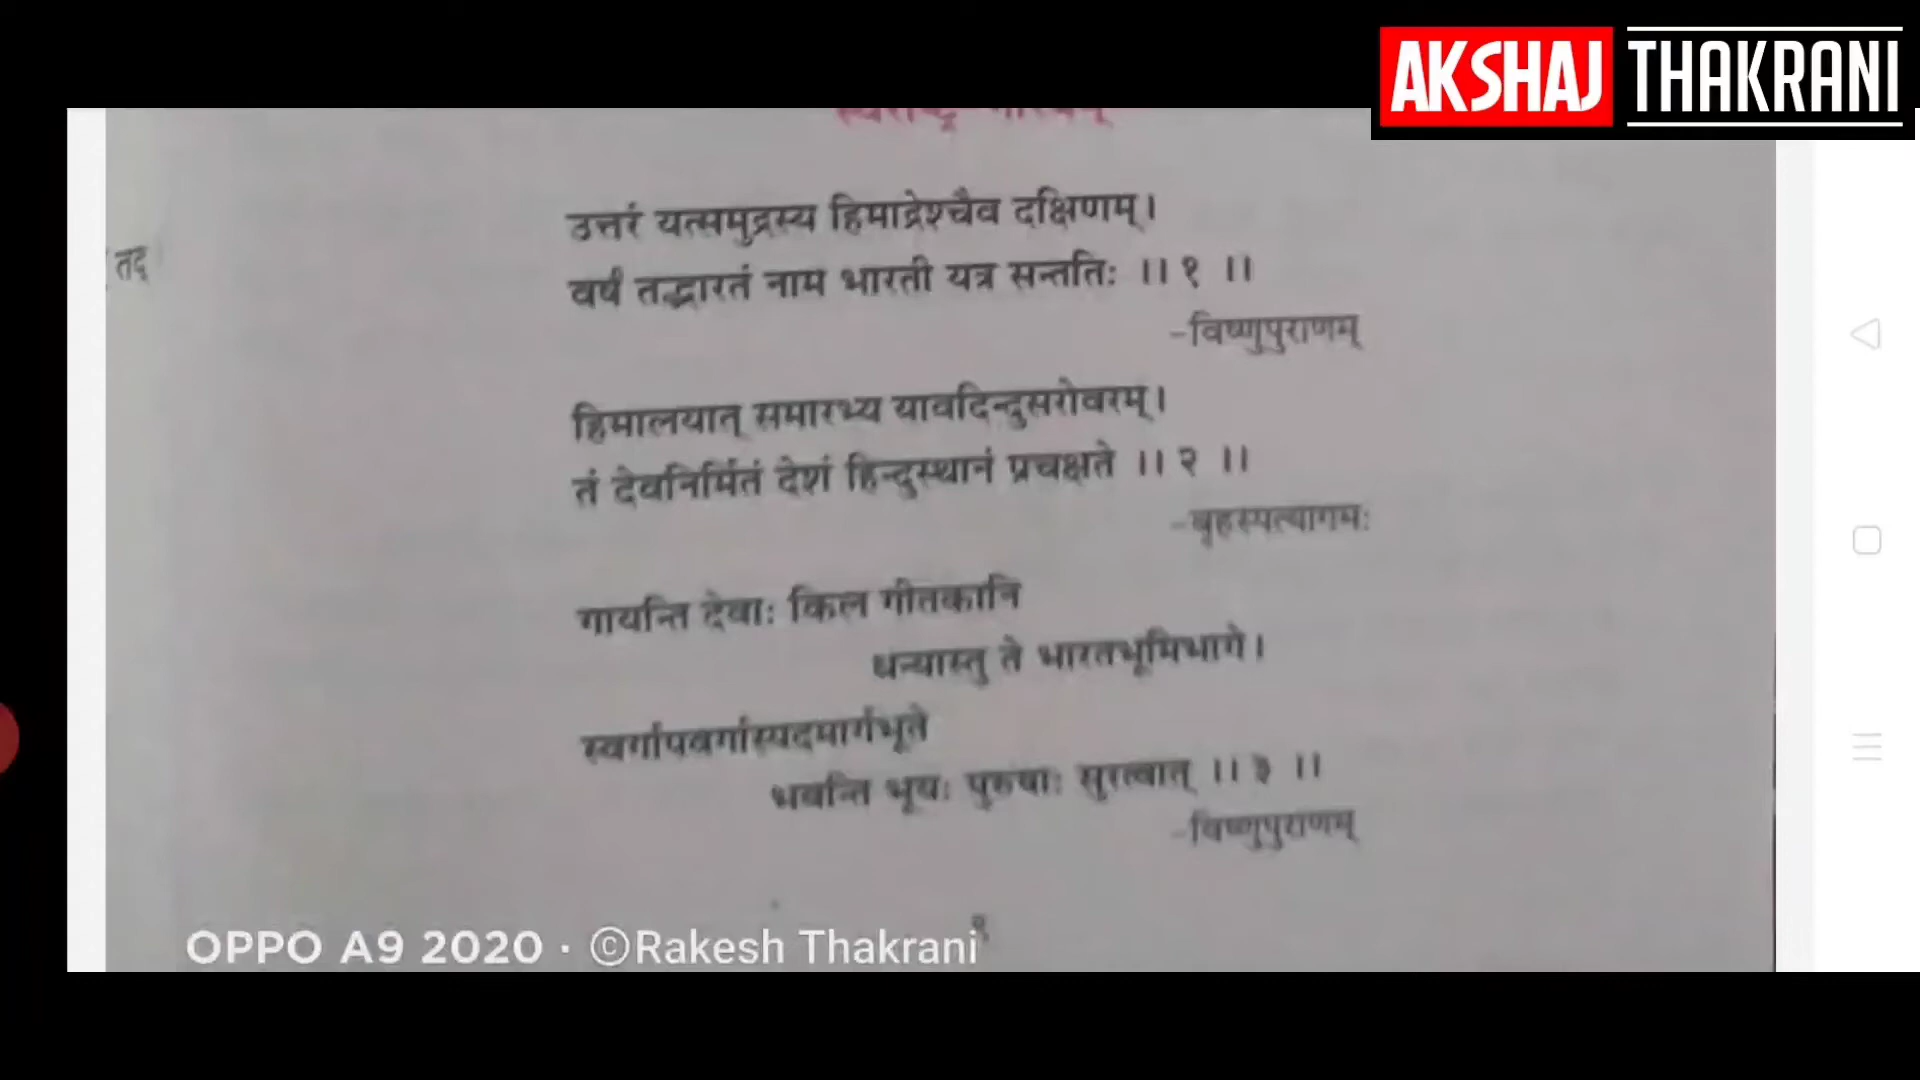 AKSHAJ THAKRANI
उत्तरं यत्समुद्रस्य हिमाद्रेश्चैव दक्षिणम्।
तद्
वर्षं तद्भारतं नाम भारती यत्र सन्ततिः ।। १ ।।
-विष्णुपुराणम्
हिमालयात् समारभ्य यावदिन्दुसरोवरम्।
तं देवनिर्मितं देशं हिन्दुस्थानं प्रचक्षते ।। २ ।।
-बृहस्पत्यागमः
गायन्ति देवाः किल गीतकानि
धन्यास्तु ते भारतभूमिभागे।
स्वर्गापवर्गास्पदमार्गभूते
भवन्ति भूयः पुरुषाः सुरत्वात् ।। ३ ।।
-विष्णुपुराणम्
OPPO A9 2020 · ©Rakesh Thakrani